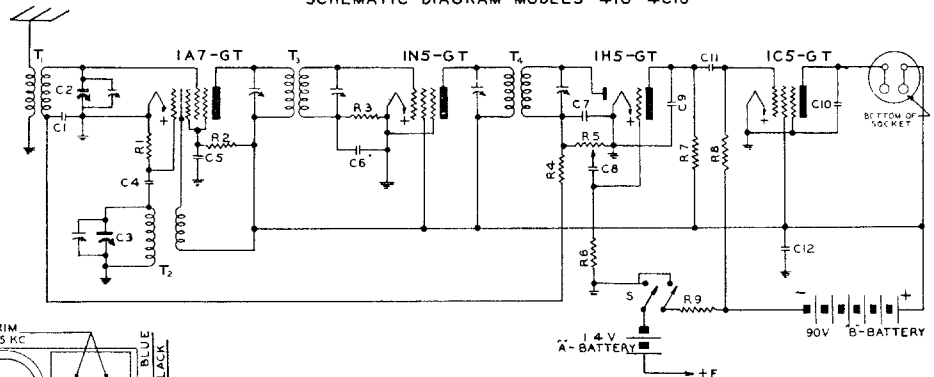 SCHEMATIC DIAGRAM MODELS 410 4C10
T1 1A7-GT T3 1N5-GT T4 1H5-GT C11 1C5-GT
C2 C1 R1 R2 C5 C4 R3 C6 C7 R5 C8 C9 R7 R8 C10
BOTTOM OF
SOCKET
C3 T2 R4 R6 C12
S R9
- +
90V "B"-BATTERY
1.4 V
"A"-BATTERY
+F
BLUE